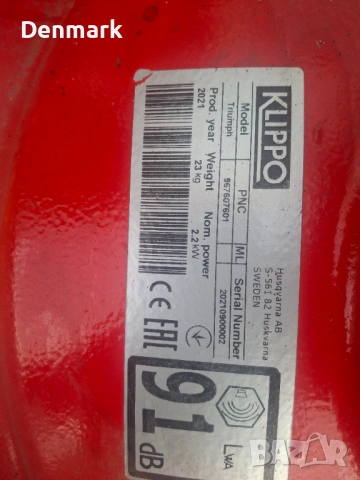 Denmark
KLIPPO
Husqvarna AB
S-561 82 Huskvarna
SWEDEN
Model PNC ML Serial Number
Triumph 967607601 20210900002
Prod. year Weight Nom. power
2021 23 kg 2.2 kW
CE EAC
91 dB
LWA
BAZAR